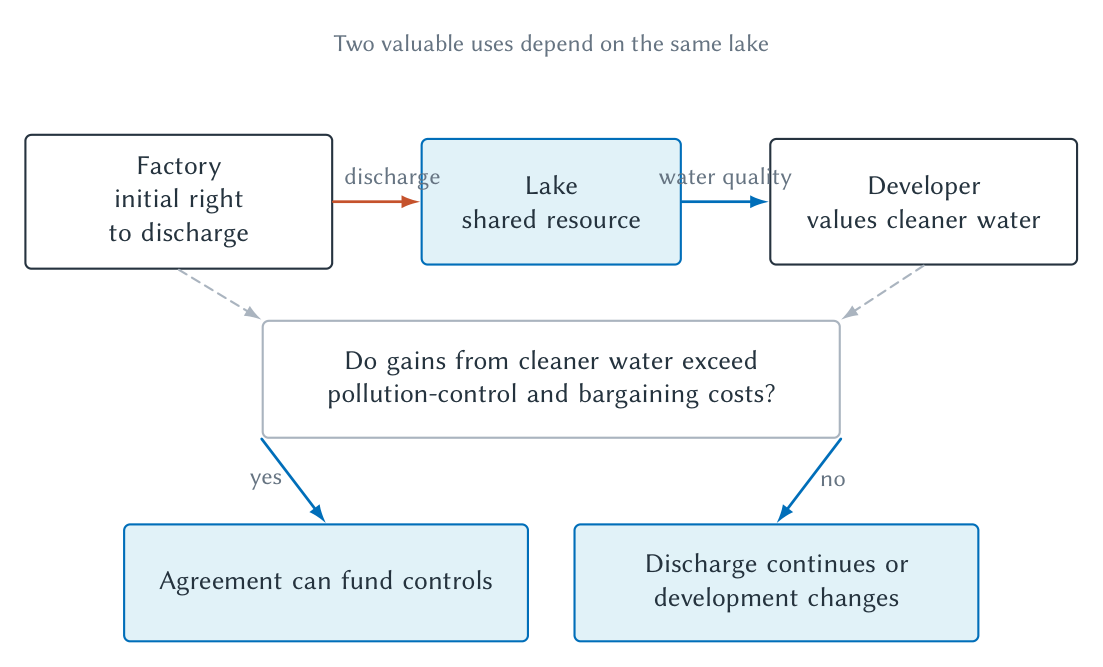 Two valuable uses depend on the same lake
Factory
initial right
to discharge
discharge
Lake
shared resource
water quality
Developer
values cleaner water
Do gains from cleaner water exceed
pollution-control and bargaining costs?
yes
no
Agreement can fund controls
Discharge continues or
development changes